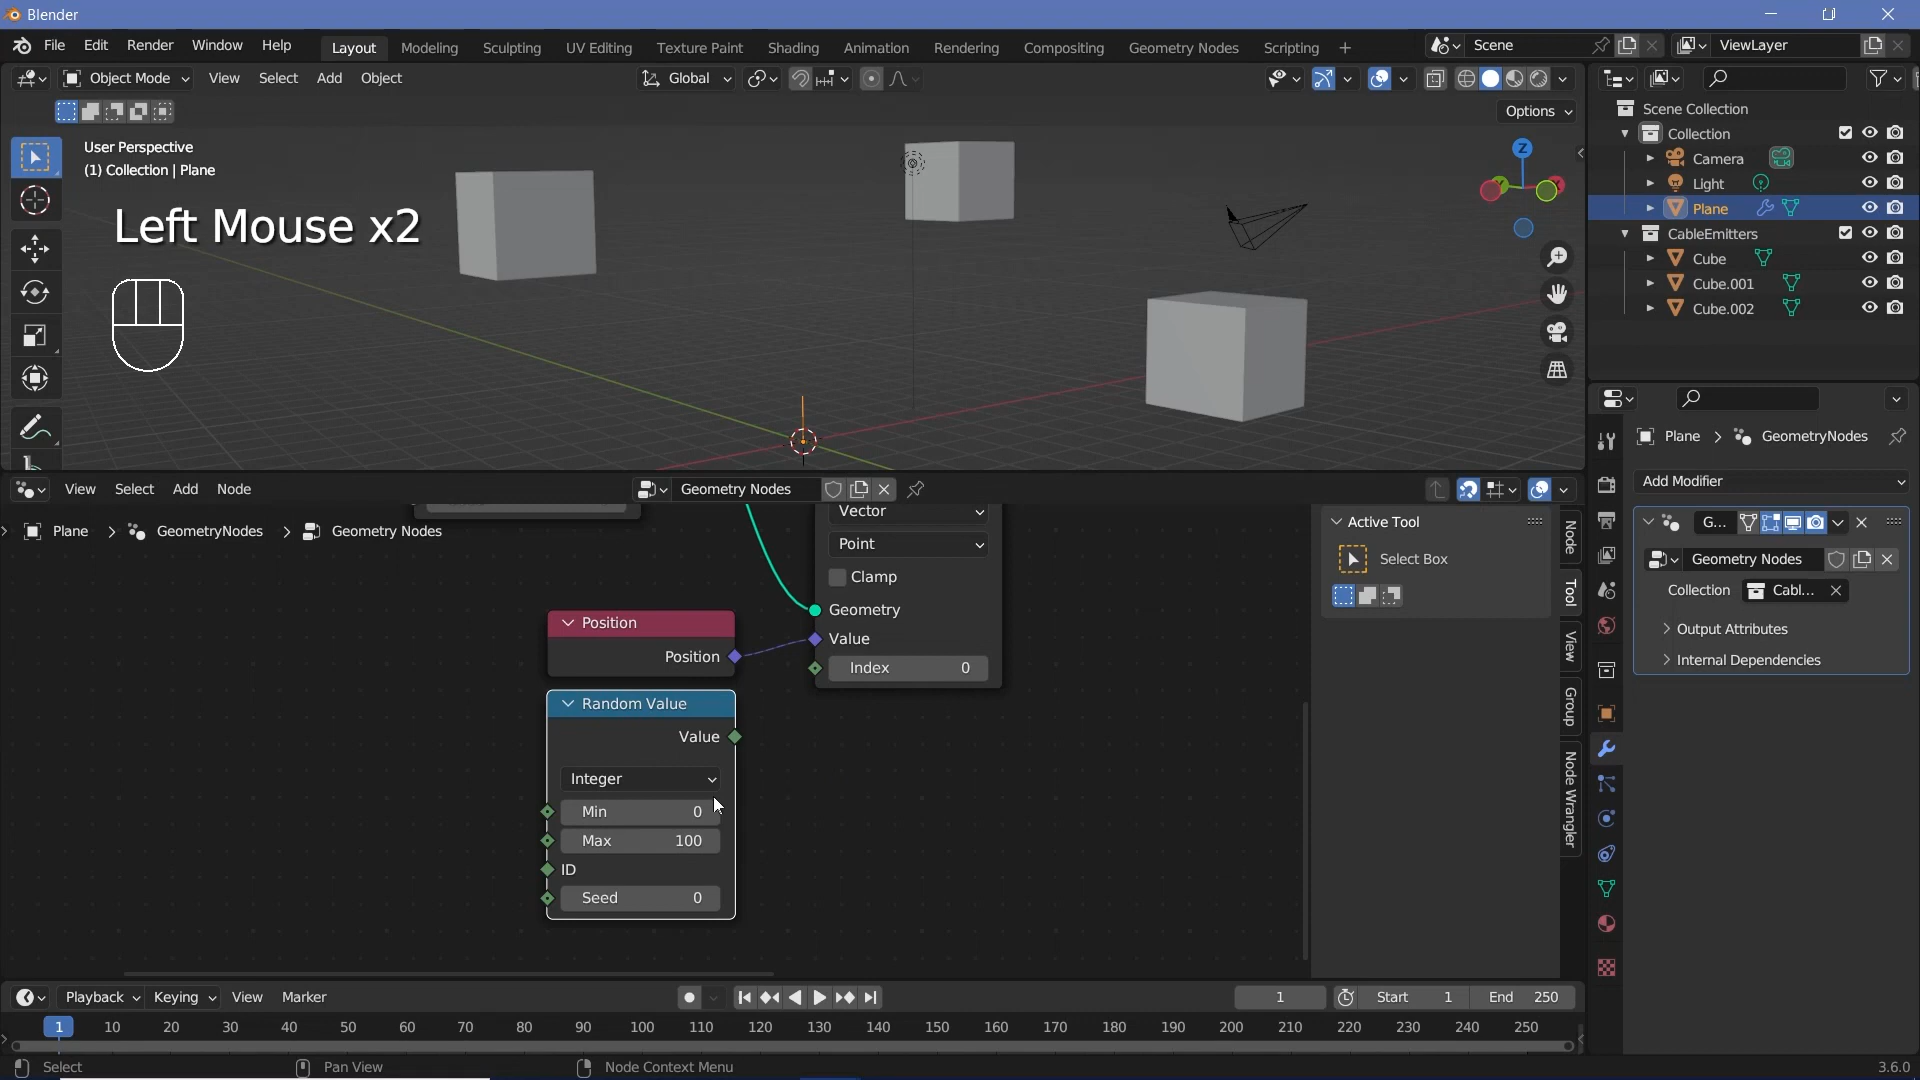 Blender
File Edit Render Window Help Layout Modeling Sculpting UV Editing Texture Paint Shading Animation Rendering Compositing Geometry Nodes Scripting + Scene ViewLayer
Object Mode View Select Add Object Global
Options
User Perspective
(1) Collection | Plane
Left Mouse x2
Z
Scene Collection
Collection
Camera
Light
Plane
CableEmitters
Cube
Cube.001
Cube.002
View Select Add Node Geometry Nodes
Plane > GeometryNodes > Geometry Nodes
Vector
Point
Clamp
Geometry
Value
Index 0
Position
Position
Random Value
Value
Integer
Min 0
Max 100
ID
Seed 0
Active Tool
Select Box
Node
Tool
View
Group
Node Wrangler
Plane > GeometryNodes
Add Modifier
G...
Geometry Nodes
Collection Cabl...
Output Attributes
Internal Dependencies
Playback Keying View Marker 1 Start 1 End 250
1 10 20 30 40 50 60 70 80 90 100 110 120 130 140 150 160 170 180 190 200 210 220 230 240 250
Select Pan View Node Context Menu 3.6.0